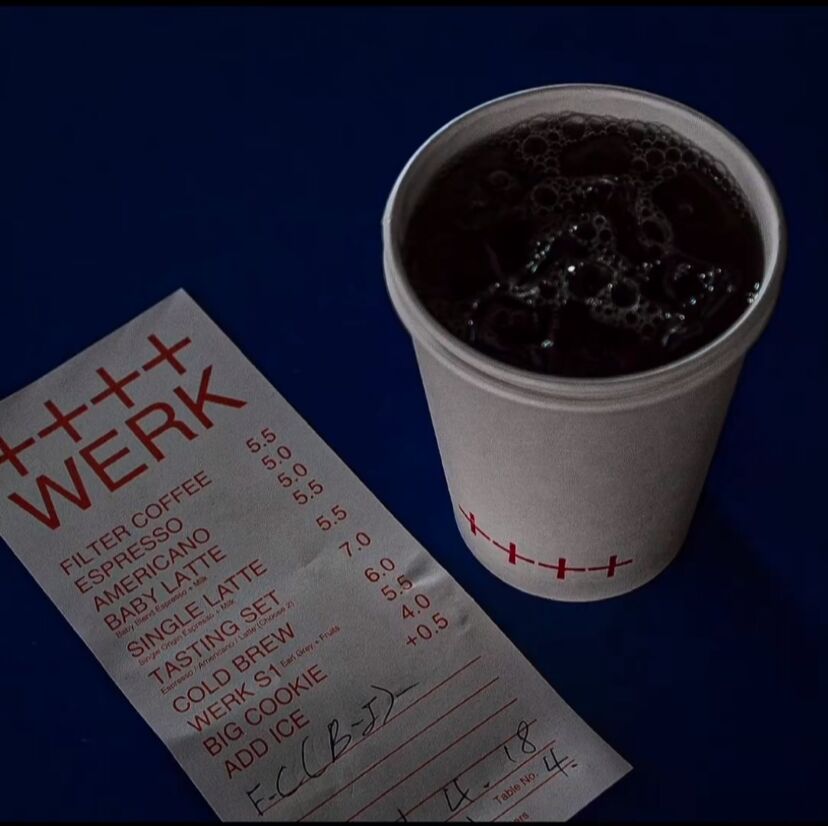 ++++
WERK
FILTER COFFEE 5.5
ESPRESSO 5.0
AMERICANO 5.0
BABY LATTE 5.5
Baby Blend Espresso + Milk
SINGLE LATTE 5.5
Single Origin Espresso + Milk
TASTING SET 7.0
Espresso / Americano / Latte (Choose 2)
COLD BREW 6.0
WERK S1 Earl Grey + Fruits 5.5
BIG COOKIE 4.0
ADD ICE +0.5
F-C (B-J)-
4.18
Table No. 4.
++++